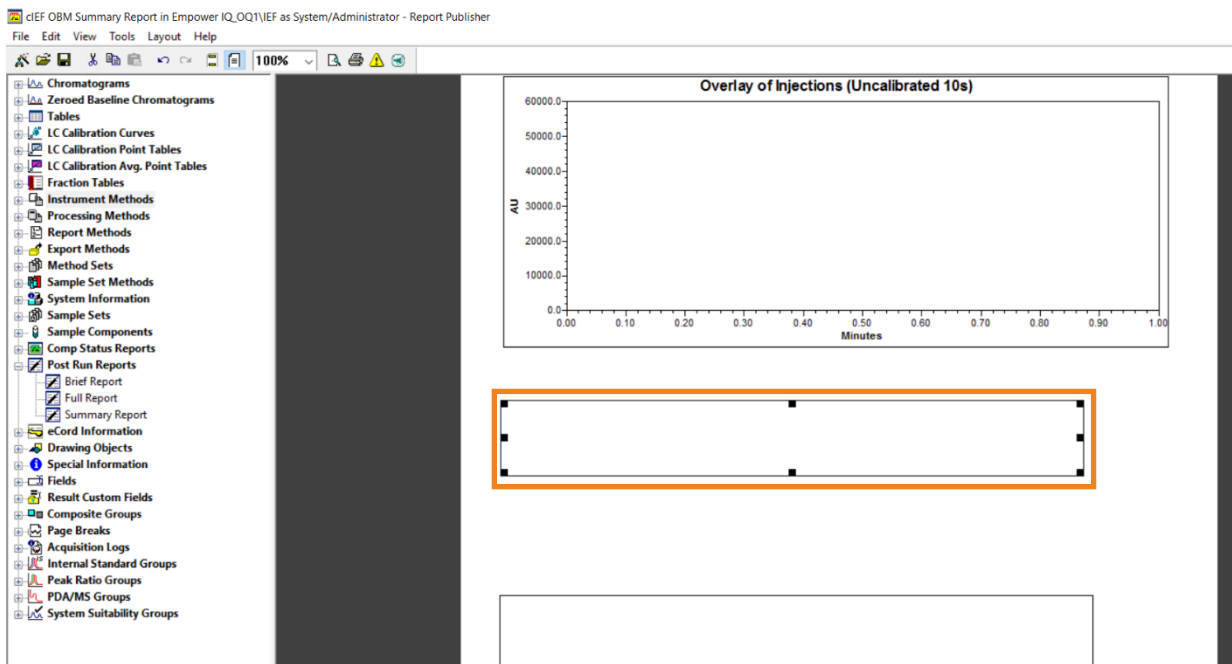 cIEF OBM Summary Report in Empower IQ_OQ1\IEF as System/Administrator - Report Publisher
File Edit View Tools Layout Help
100%
Chromatograms
Zeroed Baseline Chromatograms
Tables
LC Calibration Curves
LC Calibration Point Tables
LC Calibration Avg. Point Tables
Fraction Tables
Instrument Methods
Processing Methods
Report Methods
Export Methods
Method Sets
Sample Set Methods
System Information
Sample Sets
Sample Components
Comp Status Reports
Post Run Reports
Brief Report
Full Report
Summary Report
eCord Information
Drawing Objects
Special Information
Fields
Result Custom Fields
Composite Groups
Page Breaks
Acquisition Logs
Internal Standard Groups
Peak Ratio Groups
PDA/MS Groups
System Suitability Groups
Overlay of Injections (Uncalibrated 10s)
60000.0
50000.0
40000.0
30000.0
20000.0
10000.0
0.0
AU
0.00 0.10 0.20 0.30 0.40 0.50 0.60 0.70 0.80 0.90 1.00
Minutes